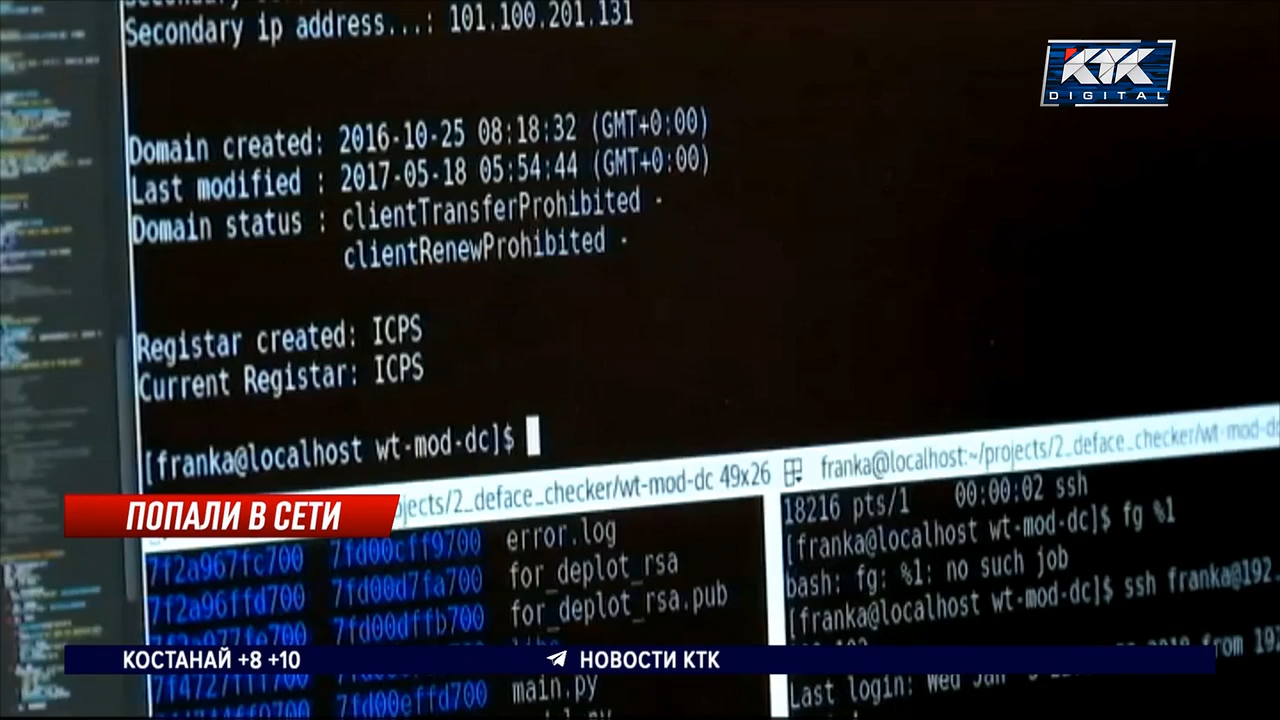 Secondary ip address...: 101.100.201.131
KTK
DIGITAL
Domain created: 2016-10-25 08:18:32 (GMT+0:00)
Last modified : 2017-05-18 05:54:44 (GMT+0:00)
Domain status : clientTransferProhibited -
clientRenewProhibited -
Registar created: ICPS
Current Registar: ICPS
[franka@localhost wt-mod-dc]$
ojects/2_deface_checker/wt-mod-dc 49x26
franka@localhost:~/projects/2_deface_checker/wt-mod-dc
ПОПАЛИ В СЕТИ
7f2a967fc700 7fd00cff9700 error.log
7f2a96ffd700 7fd00d7fa700 for_deplot_rsa
7fd00dffb700 for_deplot_rsa.pub
7fd00effd700 main.py
18216 pts/1 00:00:02 ssh
[franka@localhost wt-mod-dc]$ fg %1
bash: fg: %1: no such job
[franka@localhost wt-mod-dc]$ ssh franka@192.
from 192
Last login: Wed Jan
КОСТАНАЙ +8 +10
НОВОСТИ КТК